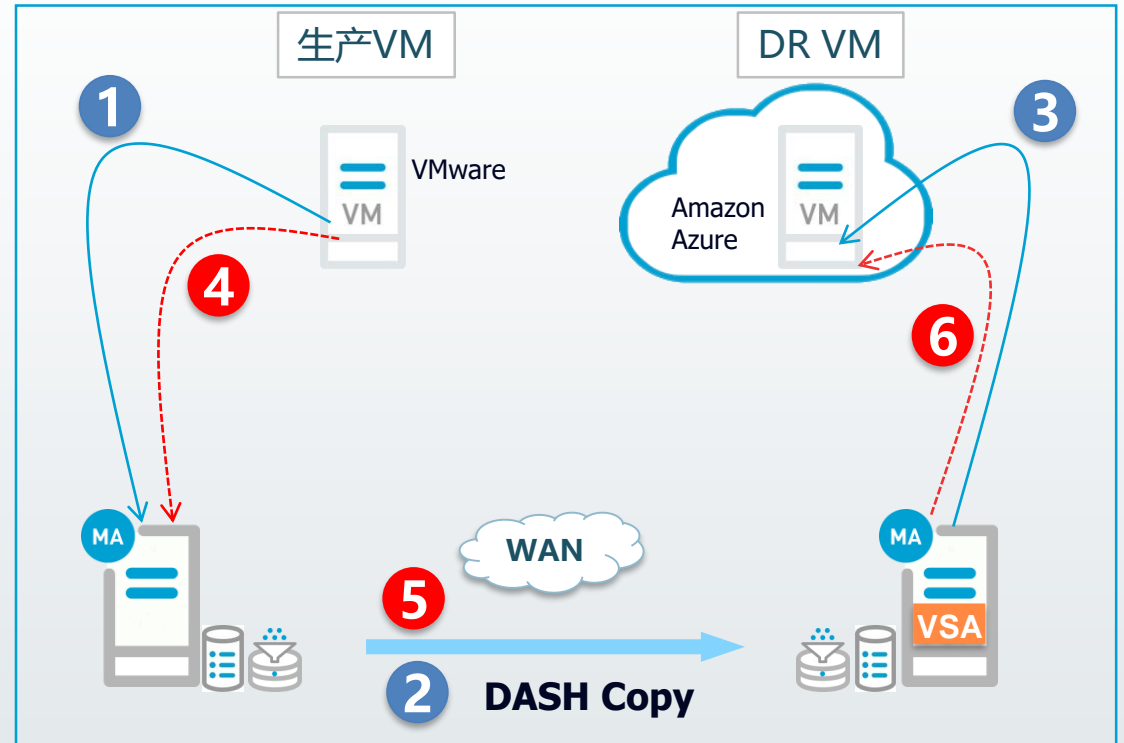 生产VM
DR VM
1
3
VMware
VM
Amazon
Azure
VM
4
6
MA
WAN
MA
5
VSA
2
DASH Copy